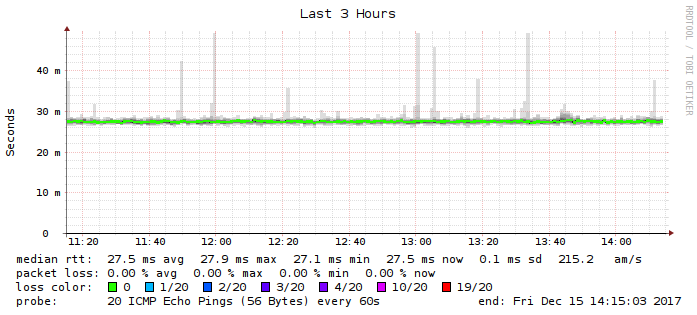 Last 3 Hours
RRDTOOL / TOBI OETIKER
Seconds
40 m
30 m
20 m
10 m
0
11:20 11:40 12:00 12:20 12:40 13:00 13:20 13:40 14:00
median rtt: 27.5 ms avg 27.9 ms max 27.1 ms min 27.5 ms now 0.1 ms sd 215.2 am/s
packet loss: 0.00 % avg 0.00 % max 0.00 % min 0.00 % now
loss color: 0 1/20 2/20 3/20 4/20 10/20 19/20
probe: 20 ICMP Echo Pings (56 Bytes) every 60s end: Fri Dec 15 14:15:03 2017